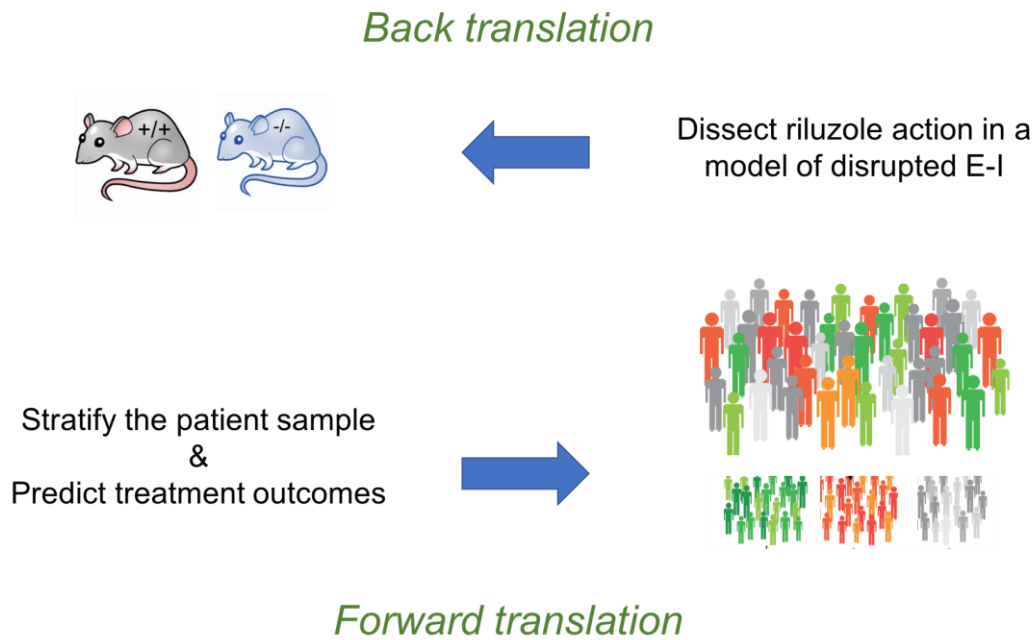 Back translation
+/+
-/-
Dissect riluzole action in a
model of disrupted E-I
Stratify the patient sample
&
Predict treatment outcomes
Forward translation